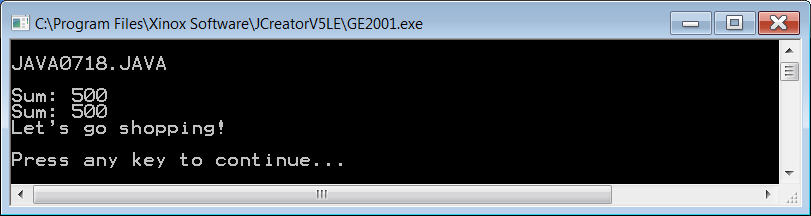 C:\Program Files\Xinox Software\JCreatorV5LE\GE2001.exe
JAVA0718.JAVA
Sum: 500
Sum: 500
Let's go shopping!
Press any key to continue...